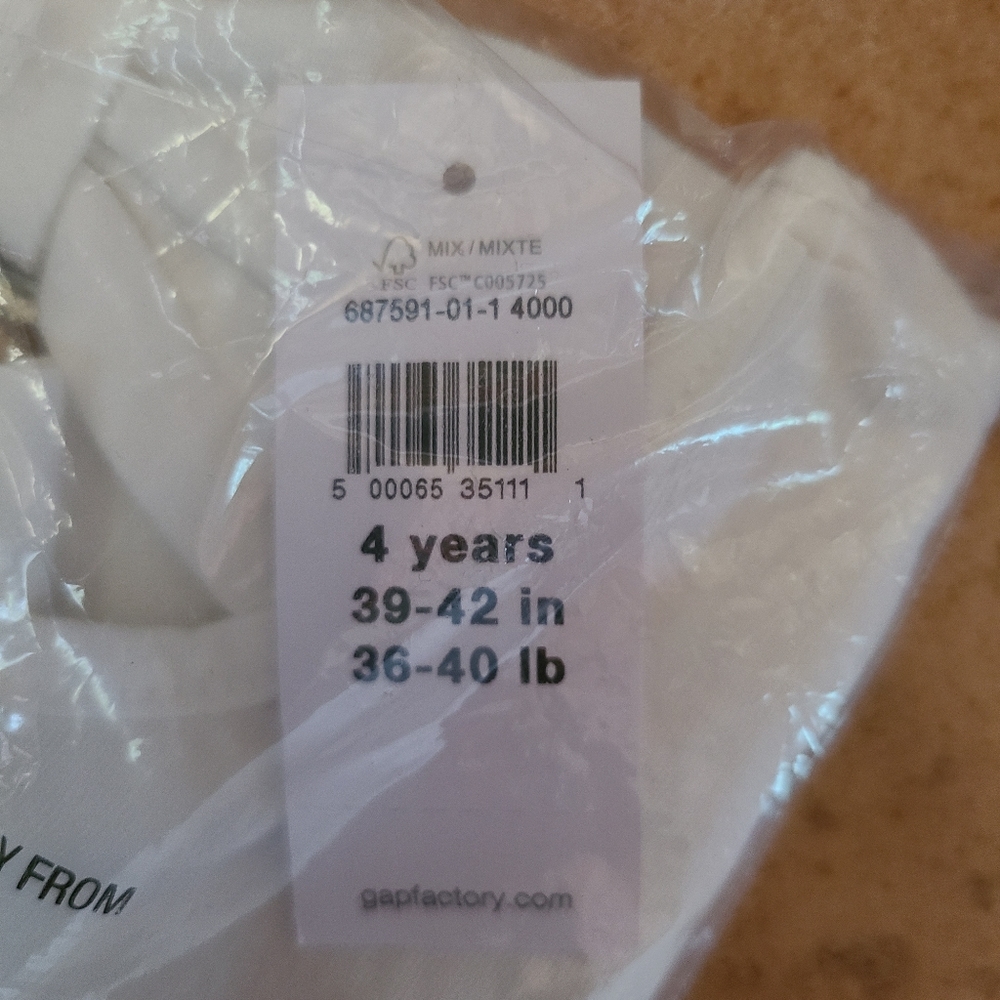 MIX / MIXTE
FSC FSC™ C005725
687591-01-1 4000
5 00065 35111 1
4 years
39-42 in
36-40 lb
gapfactory.com
Y FROM